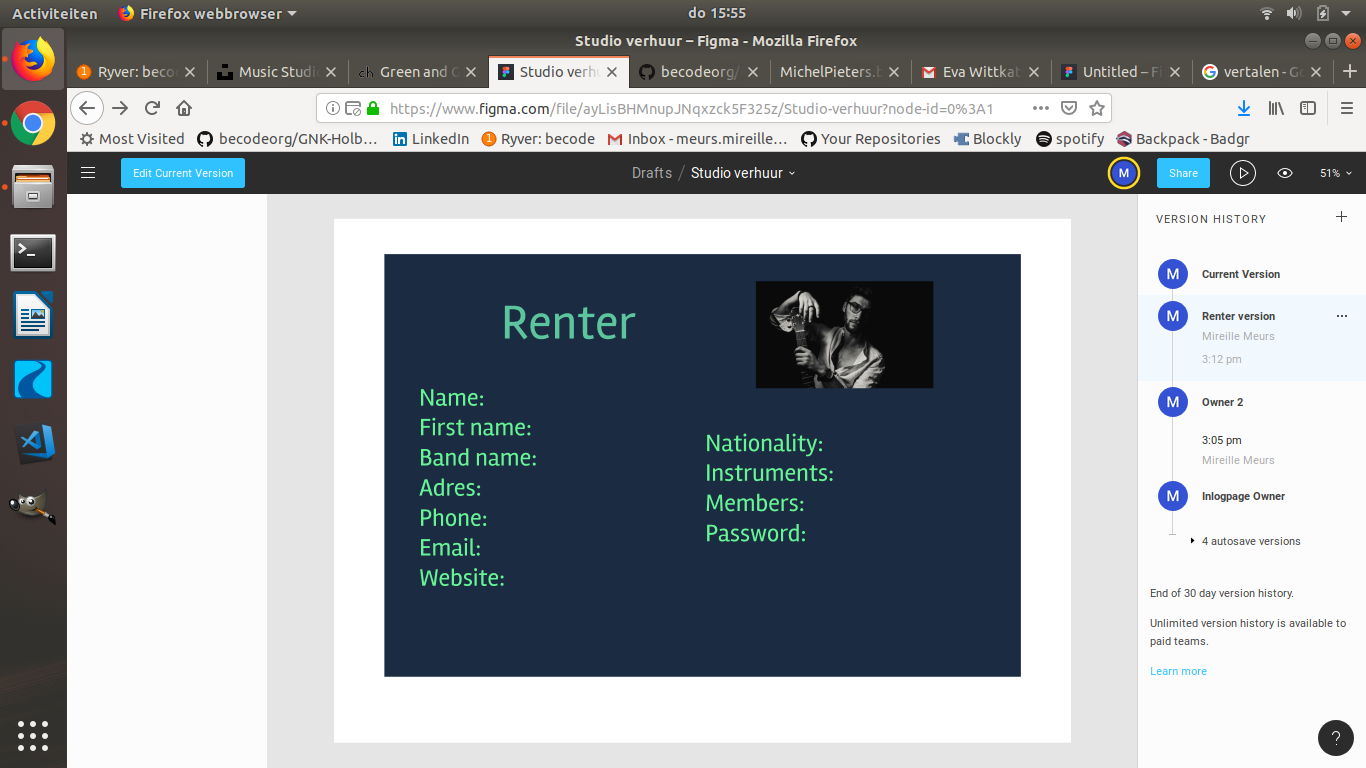 Activiteiten
Firefox webbrowser
do 15:55
Studio verhuur – Figma - Mozilla Firefox
Ryver: beco
Music Studi
Green and
Studio verh
becodeorg/
MichelPieters.b
Eva Wittkat
Untitled – F
vertalen - Go
https://www.figma.com/file/ayLisBHMnupJNqxzck5F325z/Studio-verhuur?node-id=0%3A1
Most Visited
becodeorg/GNK-Holb…
LinkedIn
Ryver: becode
Inbox - meurs.mireille…
Your Repositories
Blockly
spotify
Backpack - Badgr
Edit Current Version
Drafts / Studio verhuur
M
Share
51%
Renter
Name:
First name:
Band name:
Adres:
Phone:
Email:
Website:
Nationality:
Instruments:
Members:
Password:
VERSION HISTORY
M Current Version
M Renter version
Mireille Meurs
3:12 pm
M Owner 2
3:05 pm
Mireille Meurs
M Inlogpage Owner
4 autosave versions
End of 30 day version history.
Unlimited version history is available to
paid teams.
Learn more
?